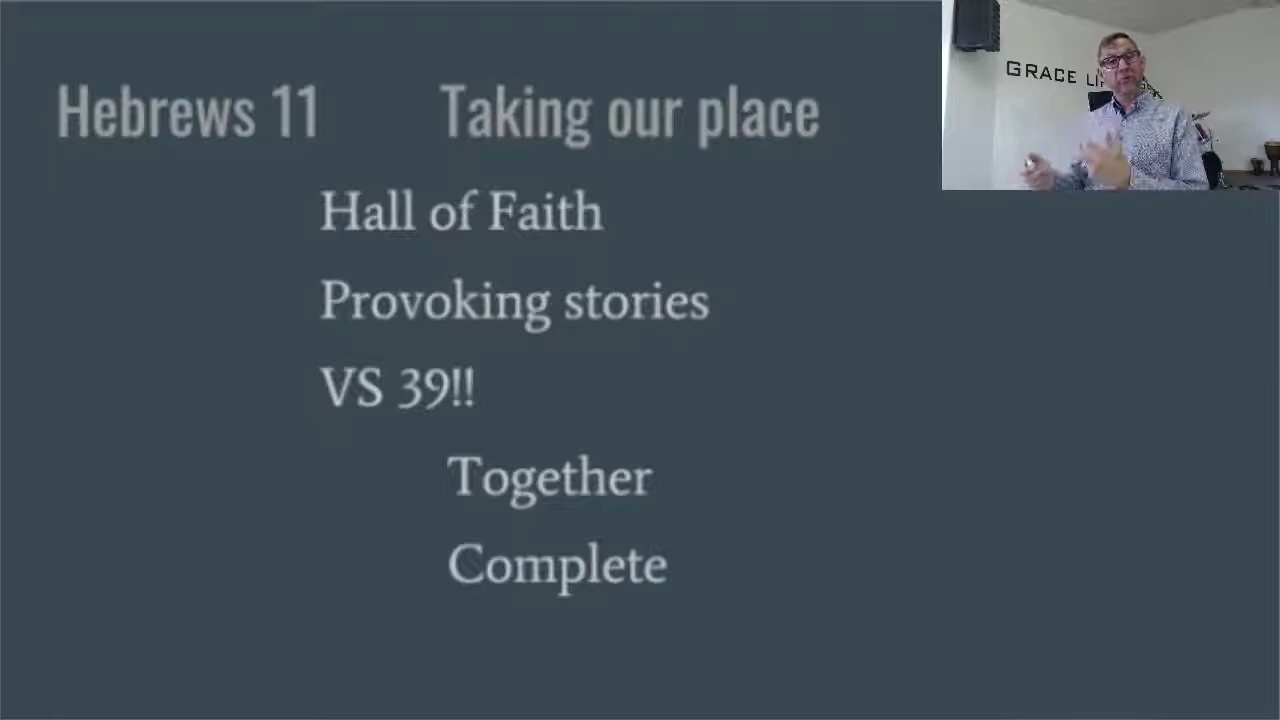 Hebrews 11 Taking our place
Hall of Faith
Provoking stories
VS 39!!
Together
Complete
GRACE